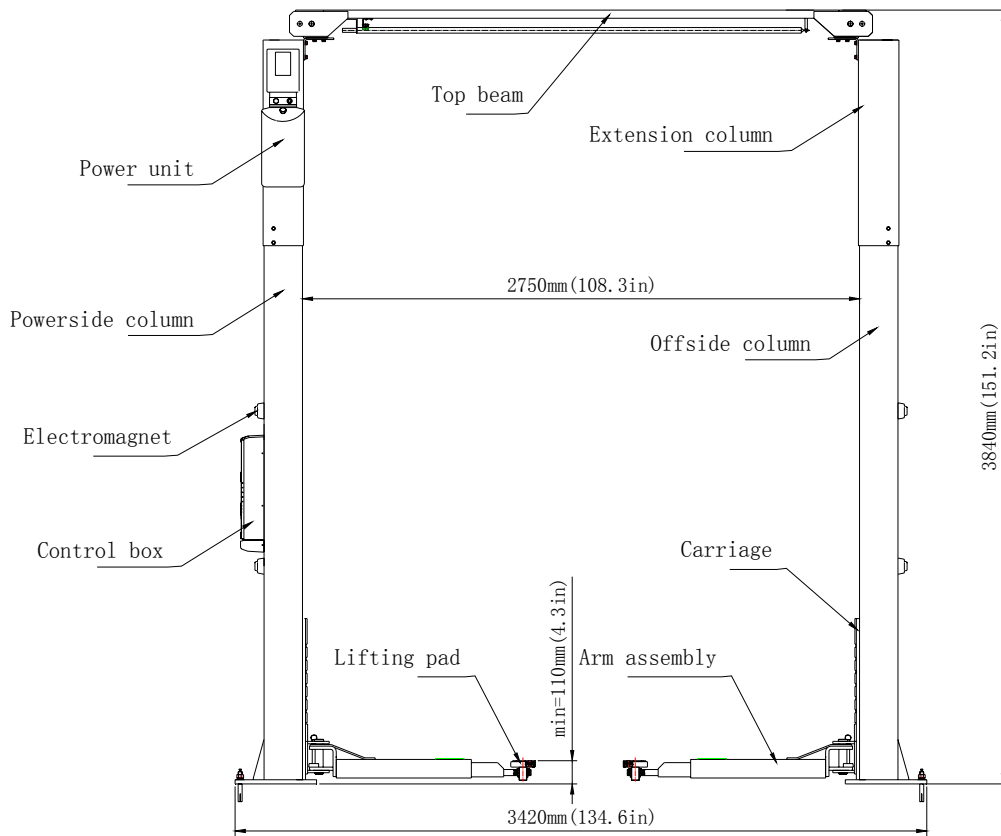 Top beam
Extension column
Power unit
2750mm(108.3in)
Powerside column
Offside column
3840mm(151.2in)
Electromagnet
Control box
Carriage
min=110mm(4.3in)
Lifting pad
Arm assembly
3420mm(134.6in)